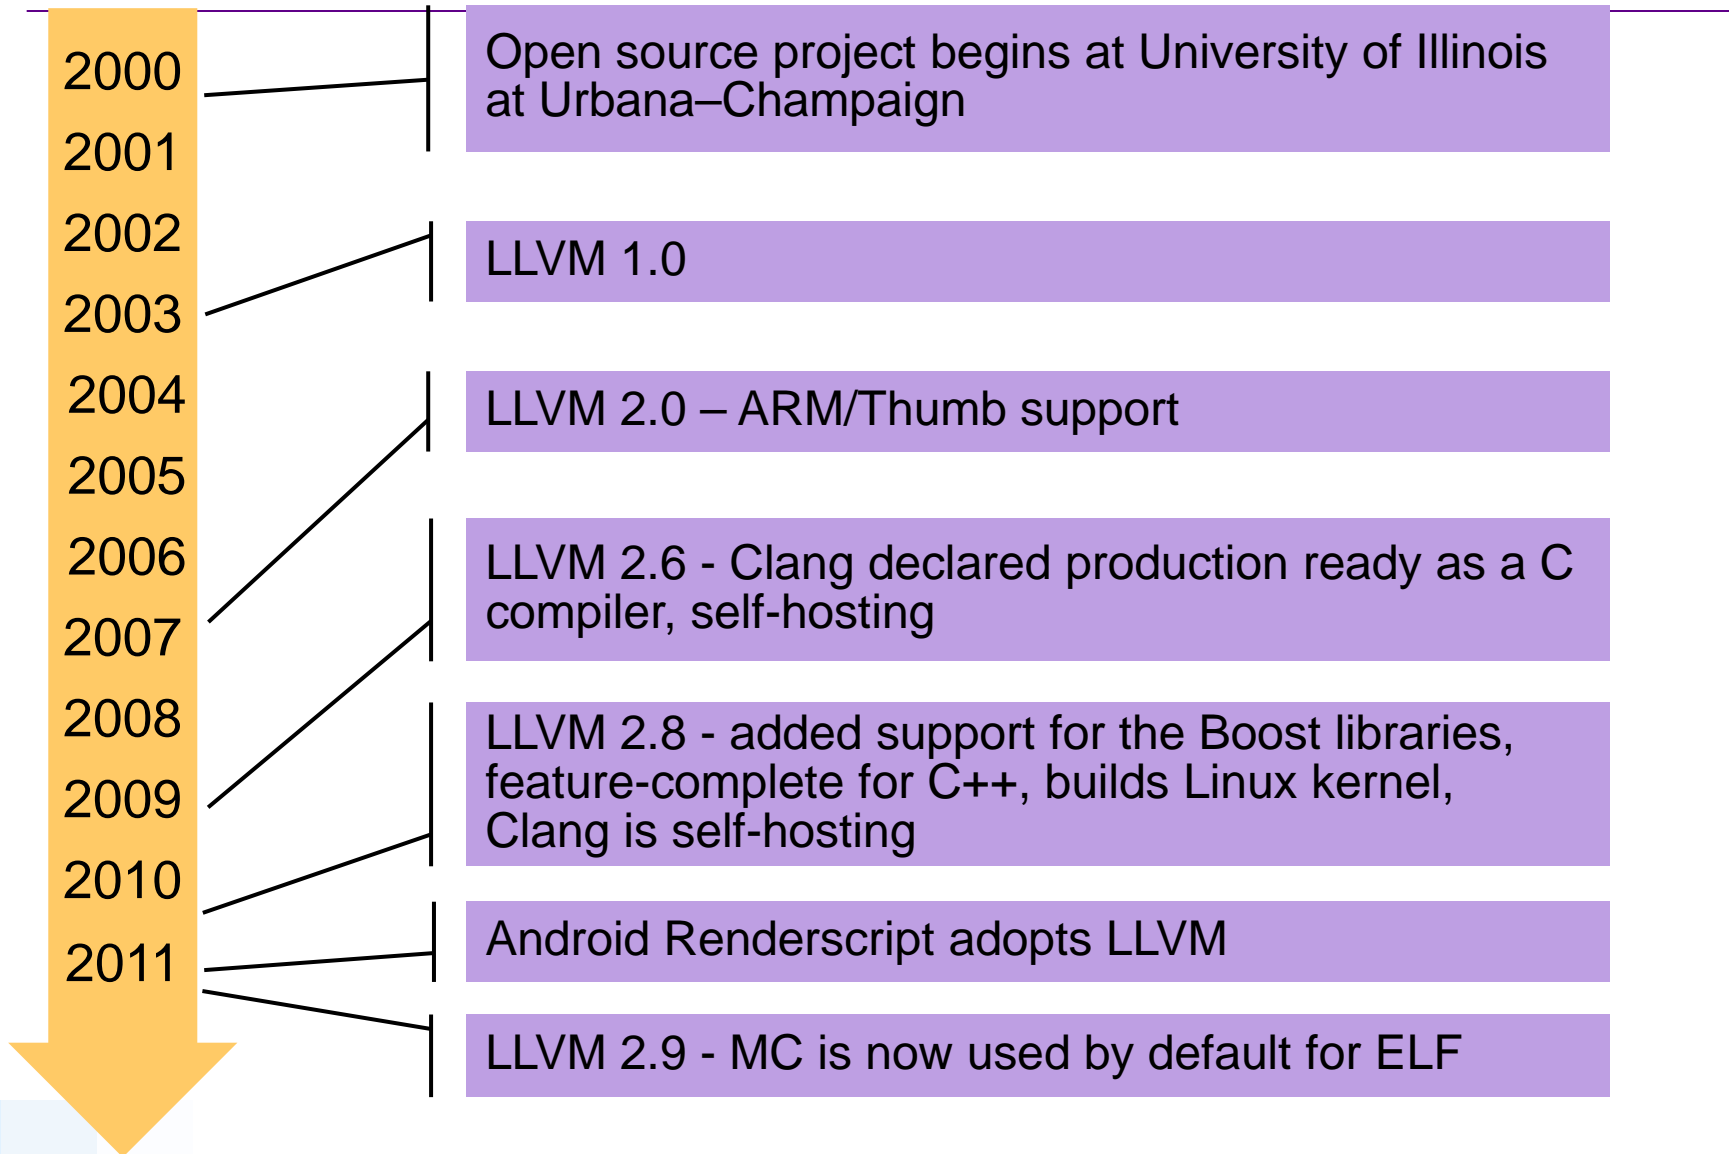 2000
2001
2002
2003
2004
2005
2006
2007
2008
2009
2010
2011
Open source project begins at University of Illinois
at Urbana–Champaign
LLVM 1.0
LLVM 2.0 – ARM/Thumb support
LLVM 2.6 - Clang declared production ready as a C
compiler, self-hosting
LLVM 2.8 - added support for the Boost libraries,
feature-complete for C++, builds Linux kernel,
Clang is self-hosting
Android Renderscript adopts LLVM
LLVM 2.9 - MC is now used by default for ELF